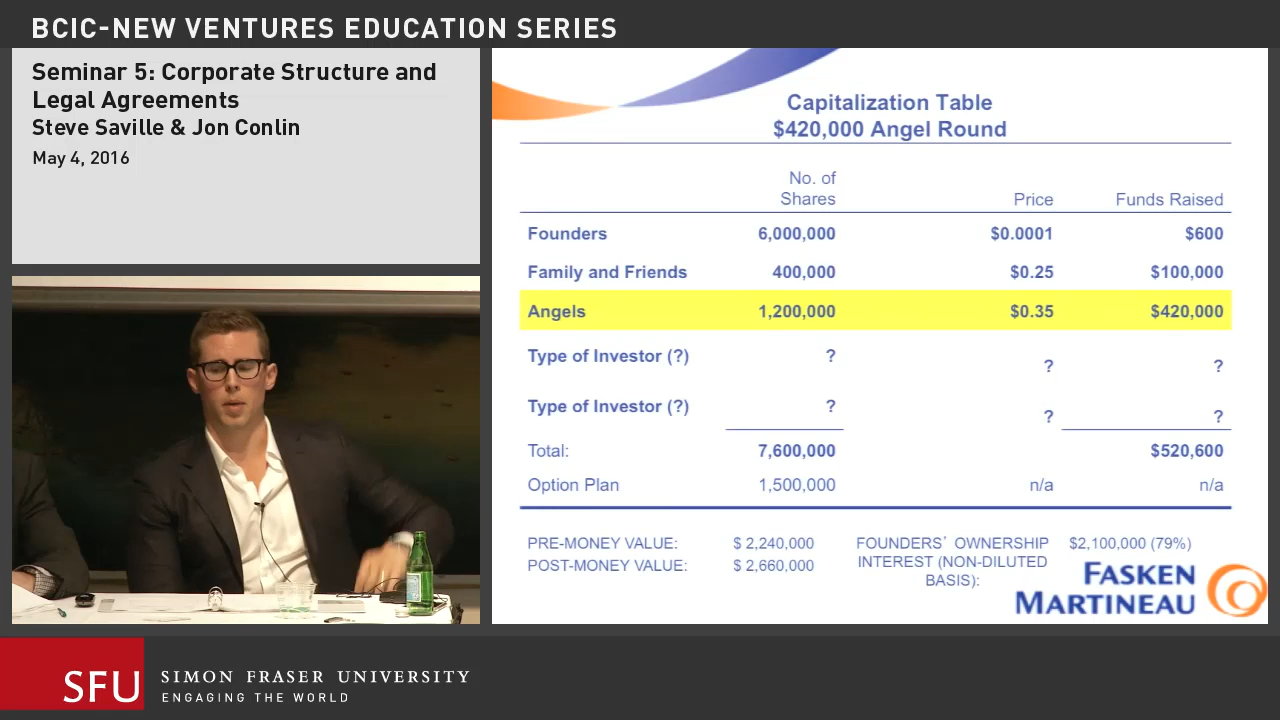 BCIC-NEW VENTURES EDUCATION SERIES
Seminar 5: Corporate Structure and
Legal Agreements
Steve Saville & Jon Conlin
May 4, 2016
Capitalization Table
$420,000 Angel Round
No. of
Shares Price Funds Raised
Founders 6,000,000 $0.0001 $600
Family and Friends 400,000 $0.25 $100,000
Angels 1,200,000 $0.35 $420,000
Type of Investor (?) ? ? ?
Type of Investor (?) ? ? ?
Total: 7,600,000 $520,600
Option Plan 1,500,000 n/a n/a
PRE-MONEY VALUE: $ 2,240,000
POST-MONEY VALUE: $ 2,660,000
FOUNDERS' OWNERSHIP $2,100,000 (79%)
INTEREST (NON-DILUTED
BASIS):
FASKEN
MARTINEAU
SFU
SIMON FRASER UNIVERSITY
ENGAGING THE WORLD